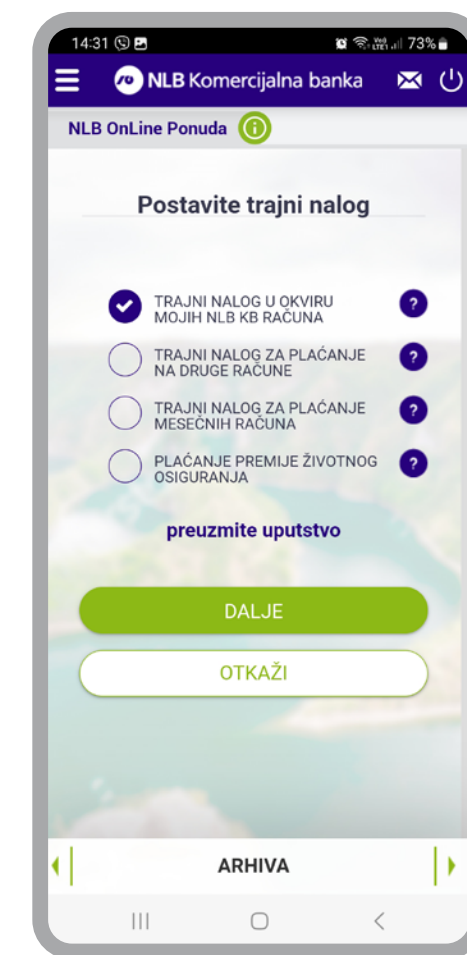 14:31 73%
NLB Komercijalna banka
NLB OnLine Ponuda
Postavite trajni nalog
TRAJNI NALOG U OKVIRU
MOJIH NLB KB RAČUNA
?
TRAJNI NALOG ZA PLAĆANJE
NA DRUGE RAČUNE
?
TRAJNI NALOG ZA PLAĆANJE
MESEČNIH RAČUNA
?
PLAĆANJE PREMIJE ŽIVOTNOG
OSIGURANJA
?
preuzmite uputstvo
DALJE
OTKAŽI
ARHIVA